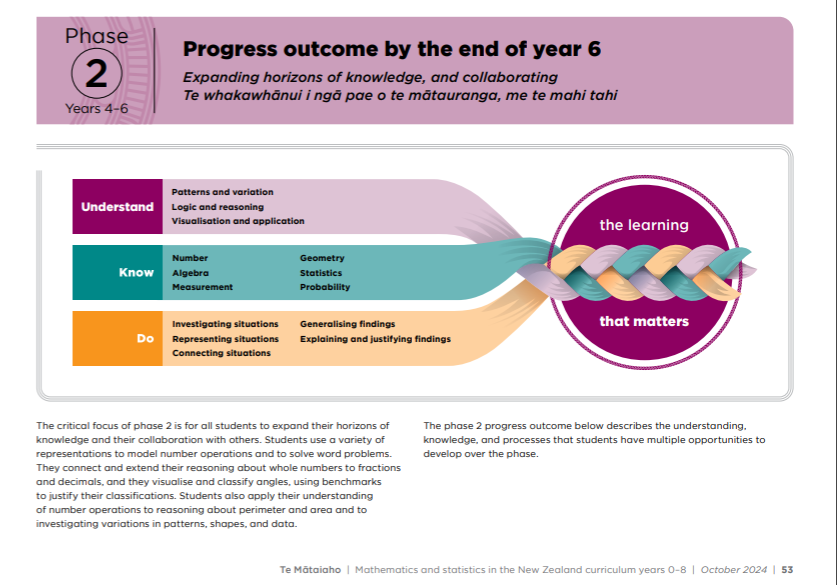 Phase
2
Years 4–6
Progress outcome by the end of year 6
Expanding horizons of knowledge, and collaborating
Te whakawhānui i ngā pae o te mātauranga, me te mahi tahi
Understand
Patterns and variation
Logic and reasoning
Visualisation and application
Know
Number
Algebra
Measurement
Geometry
Statistics
Probability
Do
Investigating situations
Representing situations
Connecting situations
Generalising findings
Explaining and justifying findings
the learning
that matters
The critical focus of phase 2 is for all students to expand their horizons of
knowledge and their collaboration with others. Students use a variety of
representations to model number operations and to solve word problems.
They connect and extend their reasoning about whole numbers to fractions
and decimals, and they visualise and classify angles, using benchmarks
to justify their classifications. Students also apply their understanding
of number operations to reasoning about perimeter and area and to
investigating variations in patterns, shapes, and data.
The phase 2 progress outcome below describes the understanding,
knowledge, and processes that students have multiple opportunities to
develop over the phase.
Te Mātaiaho | Mathematics and statistics in the New Zealand curriculum years 0–8 | October 2024 | 53